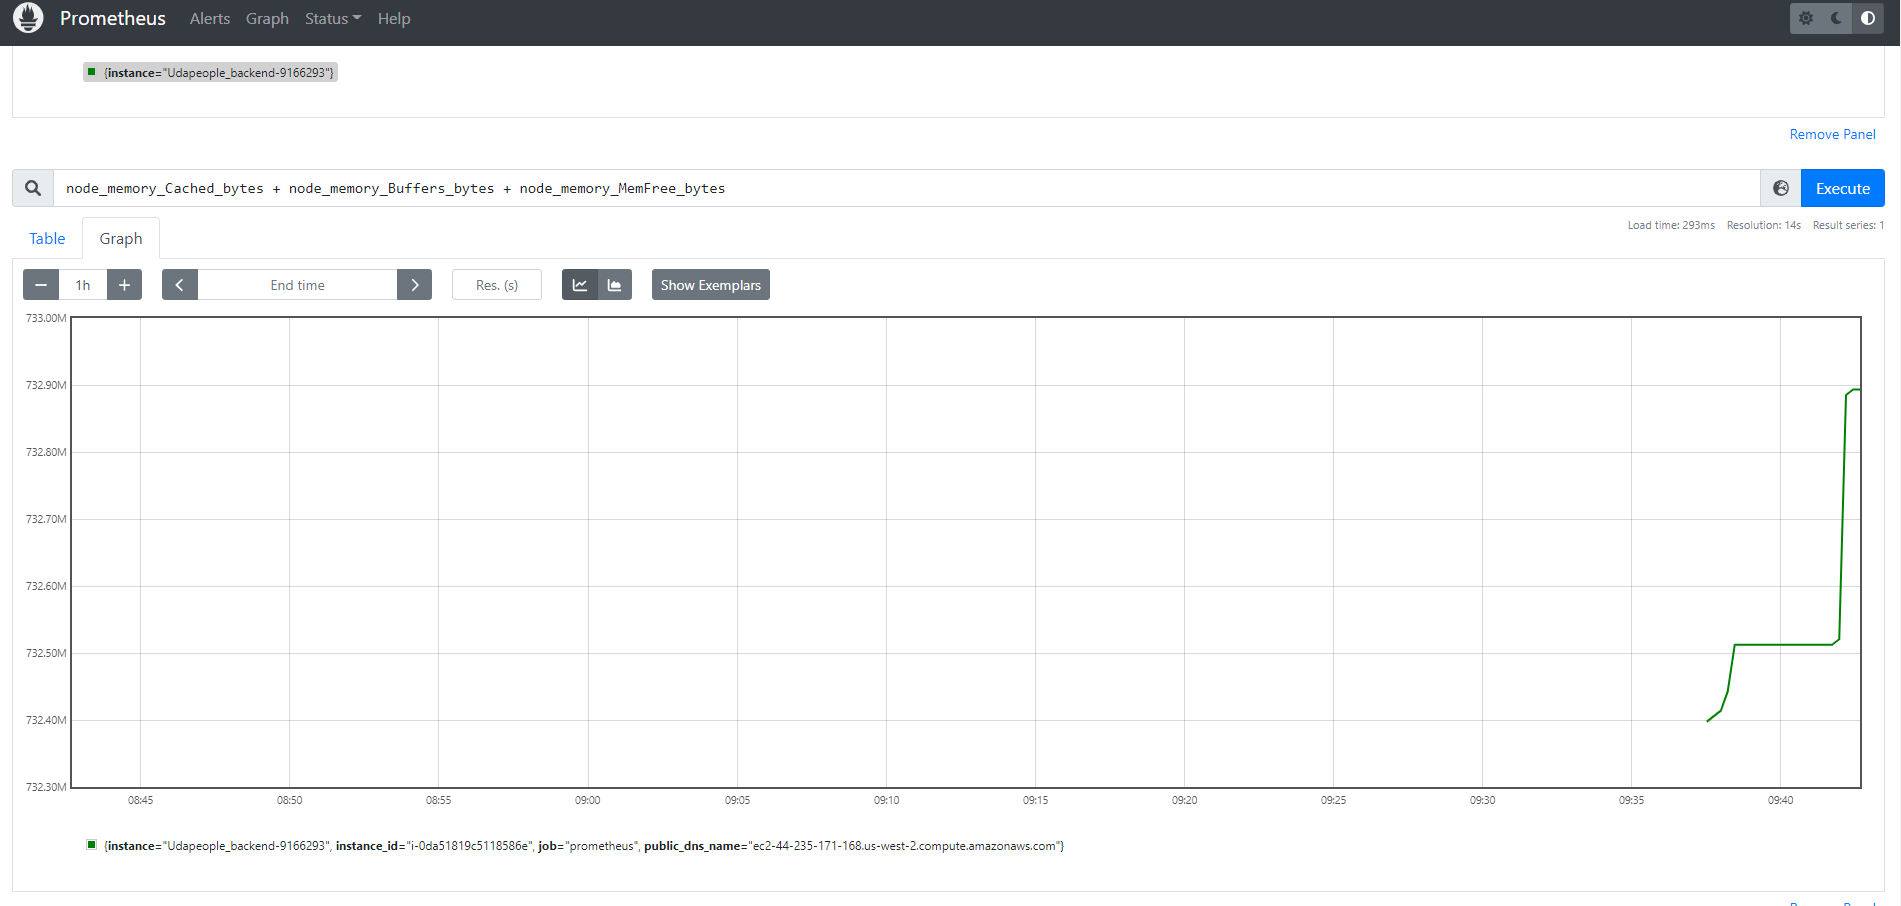 Prometheus Alerts Graph Status Help
{instance="Udapeople_backend-9166293"}
Remove Panel
node_memory_Cached_bytes + node_memory_Buffers_bytes + node_memory_MemFree_bytes
Execute
Load time: 293ms Resolution: 14s Result series: 1
Table Graph
1h End time Res. (s) Show Exemplars
733.00M
732.90M
732.80M
732.70M
732.60M
732.50M
732.40M
732.30M
08:45 08:50 08:55 09:00 09:05 09:10 09:15 09:20 09:25 09:30 09:35 09:40
{instance="Udapeople_backend-9166293", instance_id="i-0da51819c5118586e", job="prometheus", public_dns_name="ec2-44-235-171-168.us-west-2.compute.amazonaws.com"}